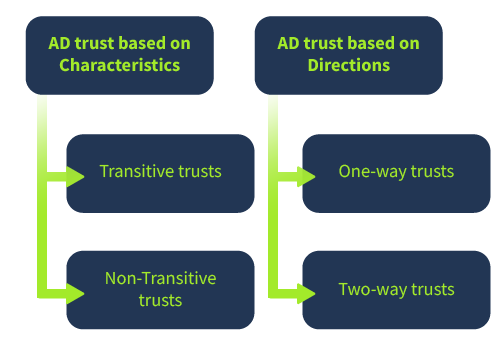 AD trust based on
Characteristics
Transitive trusts
Non-Transitive
trusts
AD trust based on
Directions
One-way trusts
Two-way trusts